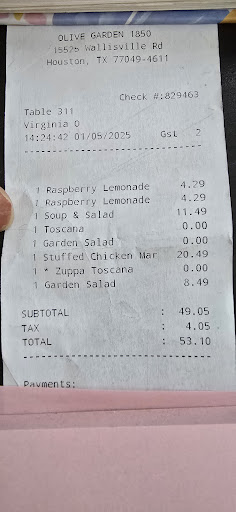 OLIVE GARDEN 1850
15525 Wallisville Rd
Houston, TX 77049-4611
Check #:829463
Table 311
Virginia O
14:24:42 01/05/2025 Gst 2
1 Raspberry Lemonade 4.29
1 Raspberry Lemonade 4.29
1 Soup & Salad 11.49
1 Toscana 0.00
1 Garden Salad 0.00
1 Stuffed Chicken Mar 20.49
1 * Zuppa Toscana 0.00
1 Garden Salad 8.49
SUBTOTAL : 49.05
TAX : 4.05
TOTAL : 53.10
Payments: